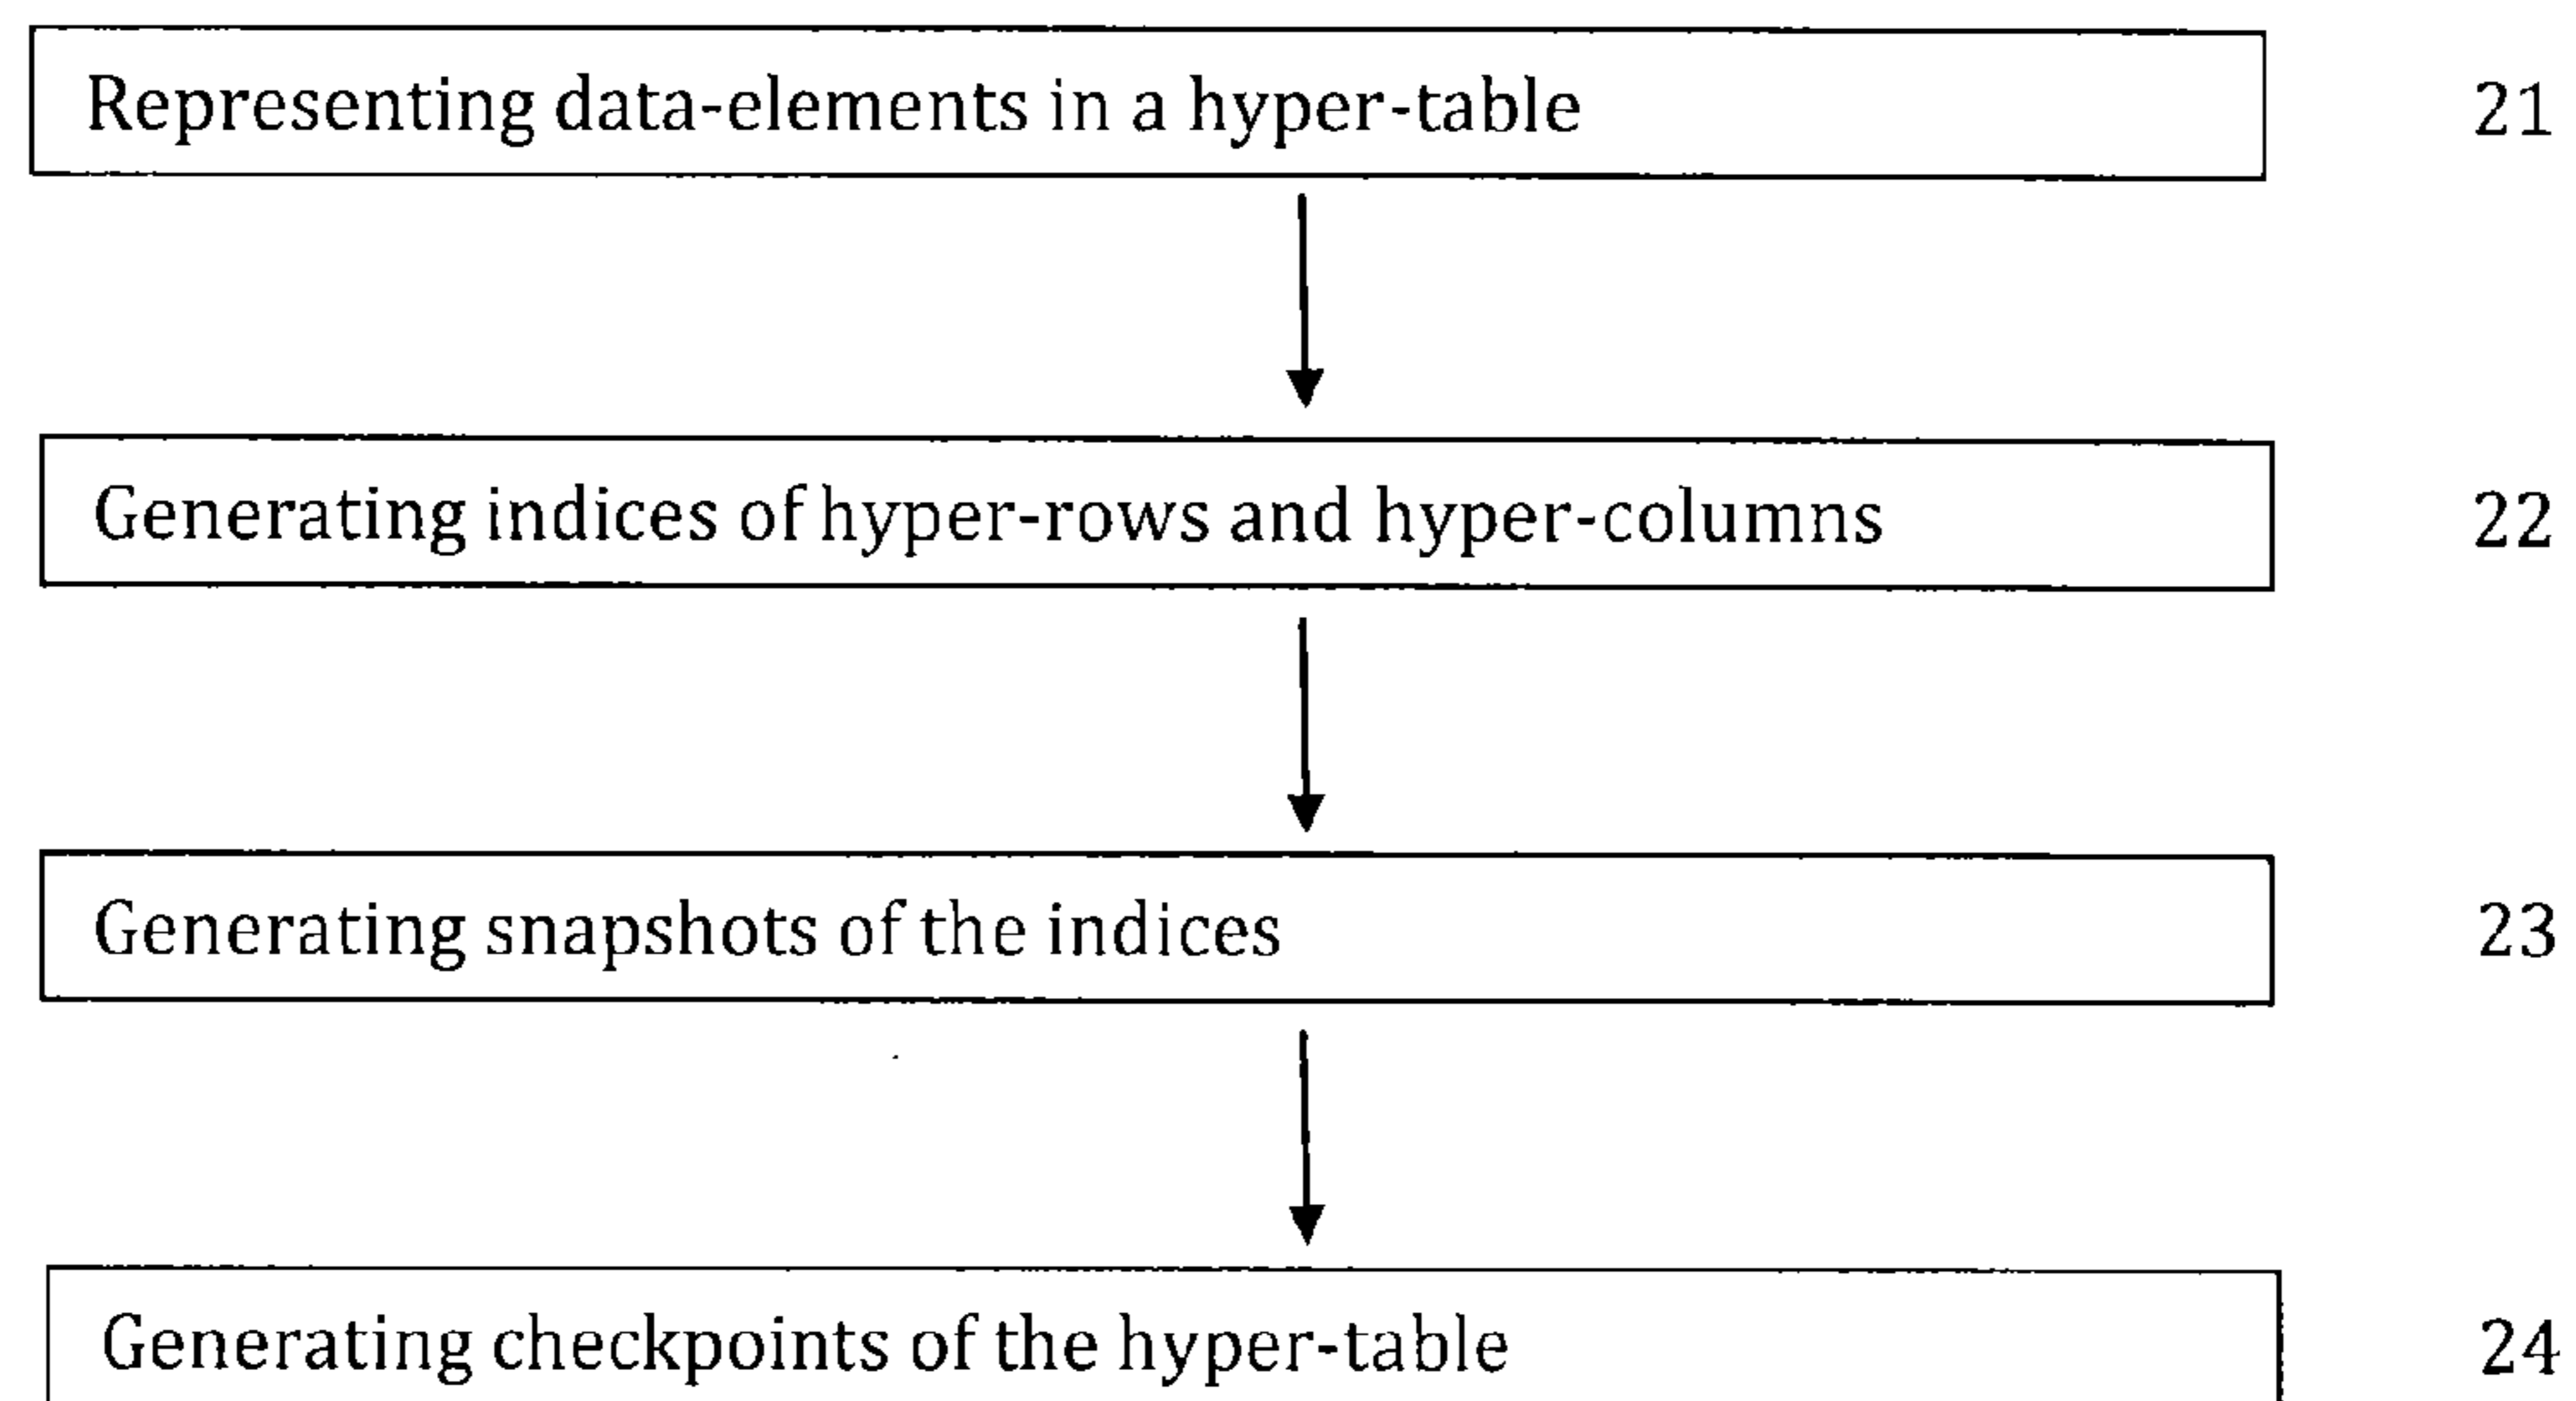 Representing data-elements in a hyper-table 21
Generating indices of hyper-rows and hyper-columns 22
Generating snapshots of the indices 23
Generating checkpoints of the hyper-table 24